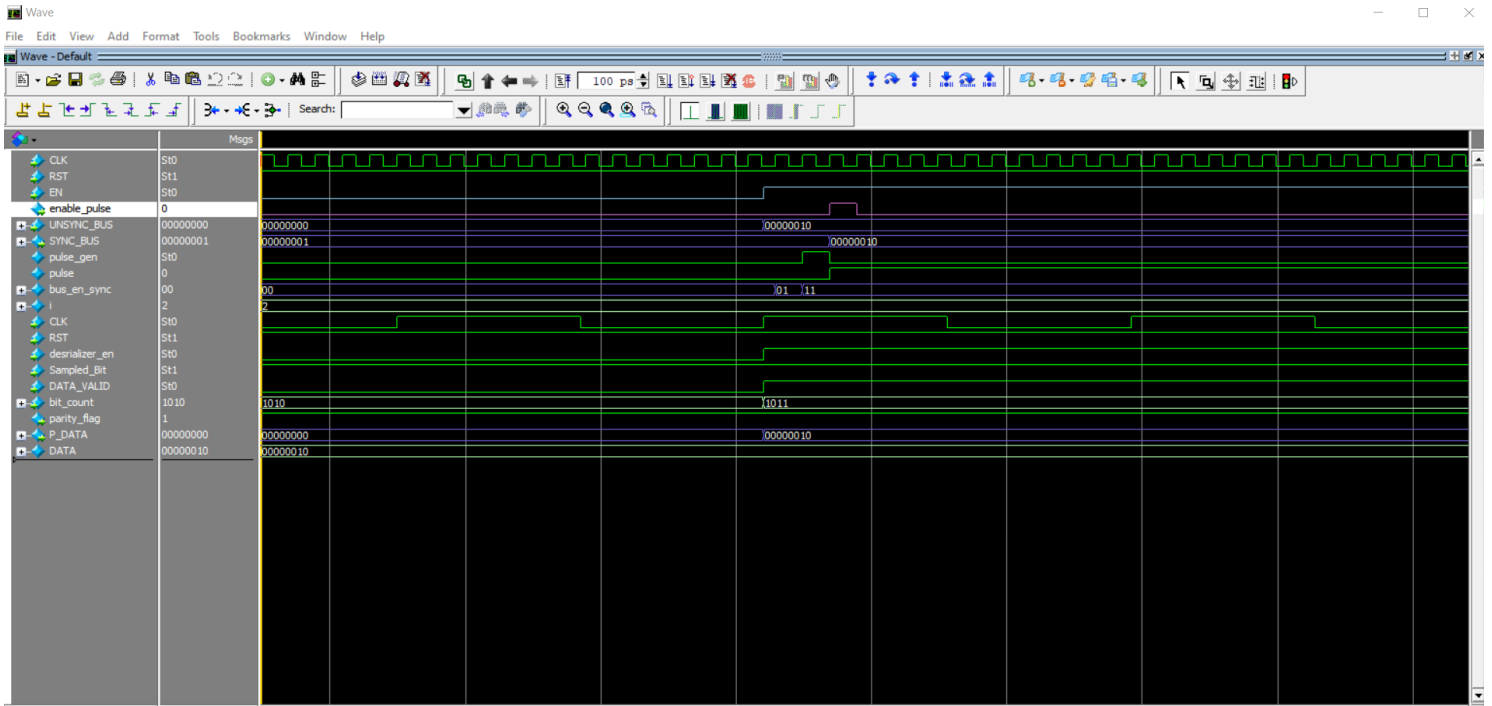 Wave
File Edit View Add Format Tools Bookmarks Window Help
Wave - Default
100 ps
Search:
Msgs
CLK St0
RST St1
EN St0
enable_pulse 0
UNSYNC_BUS 00000000 00000000 00000010
SYNC_BUS 00000001 00000001 00000010
pulse_gen St0
pulse 0
bus_en_sync 00 00 01 11
i 2 2
CLK St0
RST St1
desrializer_en St0
Sampled_Bit St1
DATA_VALID St0
bit_count 1010 1010 1011
parity_flag 1
P_DATA 00000000 00000000 00000010
DATA 00000010 00000010